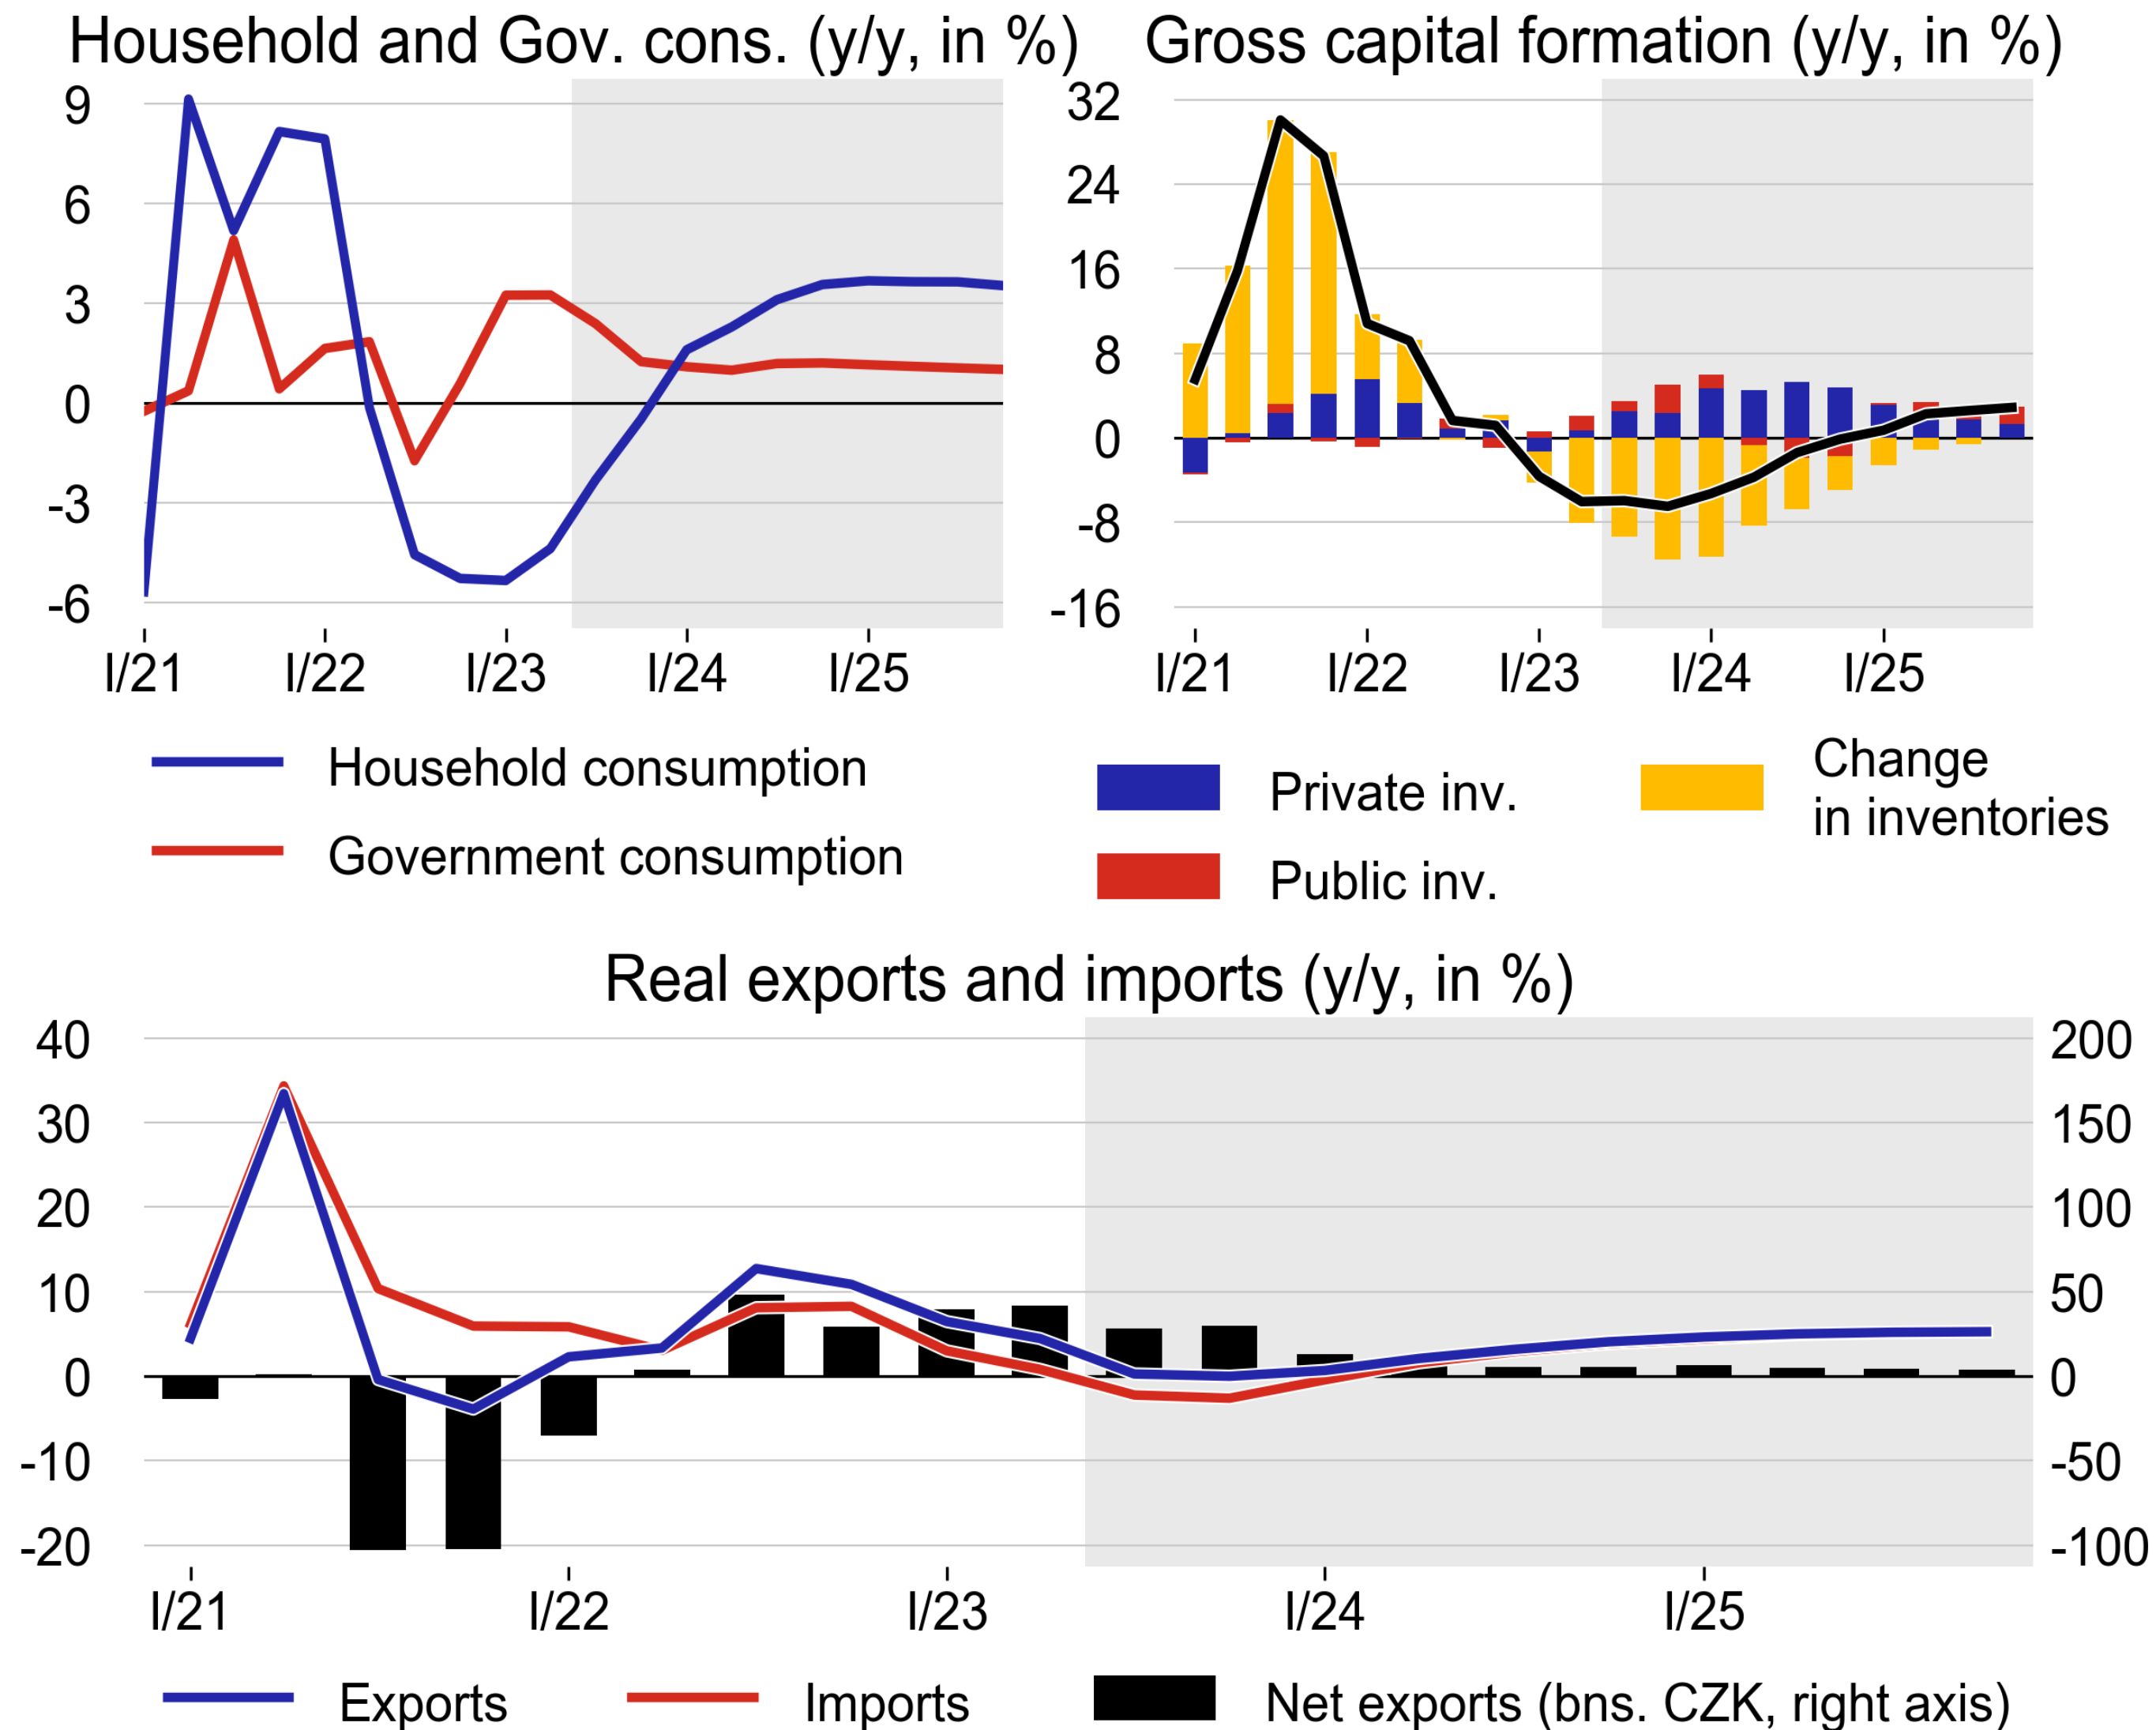 Household and Gov. cons. (y/y, in %)
9
6
3
0
-3
-6
I/21 I/22 I/23 I/24 I/25
Household consumption
Government consumption
Gross capital formation (y/y, in %)
32
24
16
8
0
-8
-16
I/21 I/22 I/23 I/24 I/25
Private inv.
Public inv.
Change
in inventories
Real exports and imports (y/y, in %)
40 200
30 150
20 100
10 50
0 0
-10 -50
-20 -100
I/21 I/22 I/23 I/24 I/25
Exports Imports Net exports (bns. CZK, right axis)